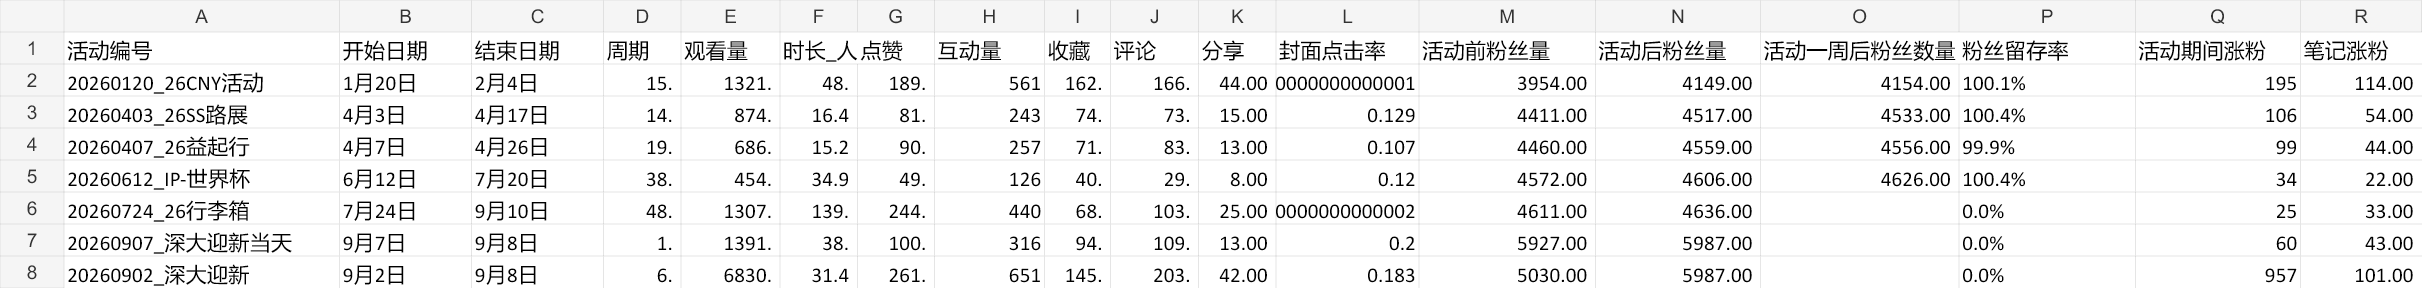 A B C D E F G H I J K L M N O P Q R
1 活动编号 开始日期 结束日期 周期 观看量 时长_人 点赞 互动量 收藏 评论 分享 封面点击率 活动前粉丝量 活动后粉丝量 活动一周后粉丝数量 粉丝留存率 活动期间涨粉 笔记涨粉
2 20260120_26CNY活动 1月20日 2月4日 15. 1321. 48. 189. 561 162. 166. 44.00 0000000000001 3954.00 4149.00 4154.00 100.1% 195 114.00
3 20260403_26SS路展 4月3日 4月17日 14. 874. 16.4 81. 243 74. 73. 15.00 0.129 4411.00 4517.00 4533.00 100.4% 106 54.00
4 20260407_26益起行 4月7日 4月26日 19. 686. 15.2 90. 257 71. 83. 13.00 0.107 4460.00 4559.00 4556.00 99.9% 99 44.00
5 20260612_IP-世界杯 6月12日 7月20日 38. 454. 34.9 49. 126 40. 29. 8.00 0.12 4572.00 4606.00 4626.00 100.4% 34 22.00
6 20260724_26行李箱 7月24日 9月10日 48. 1307. 139. 244. 440 68. 103. 25.00 0000000000002 4611.00 4636.00 0.0% 25 33.00
7 20260907_深大迎新当天 9月7日 9月8日 1. 1391. 38. 100. 316 94. 109. 13.00 0.2 5927.00 5987.00 0.0% 60 43.00
8 20260902_深大迎新 9月2日 9月8日 6. 6830. 31.4 261. 651 145. 203. 42.00 0.183 5030.00 5987.00 0.0% 957 101.00